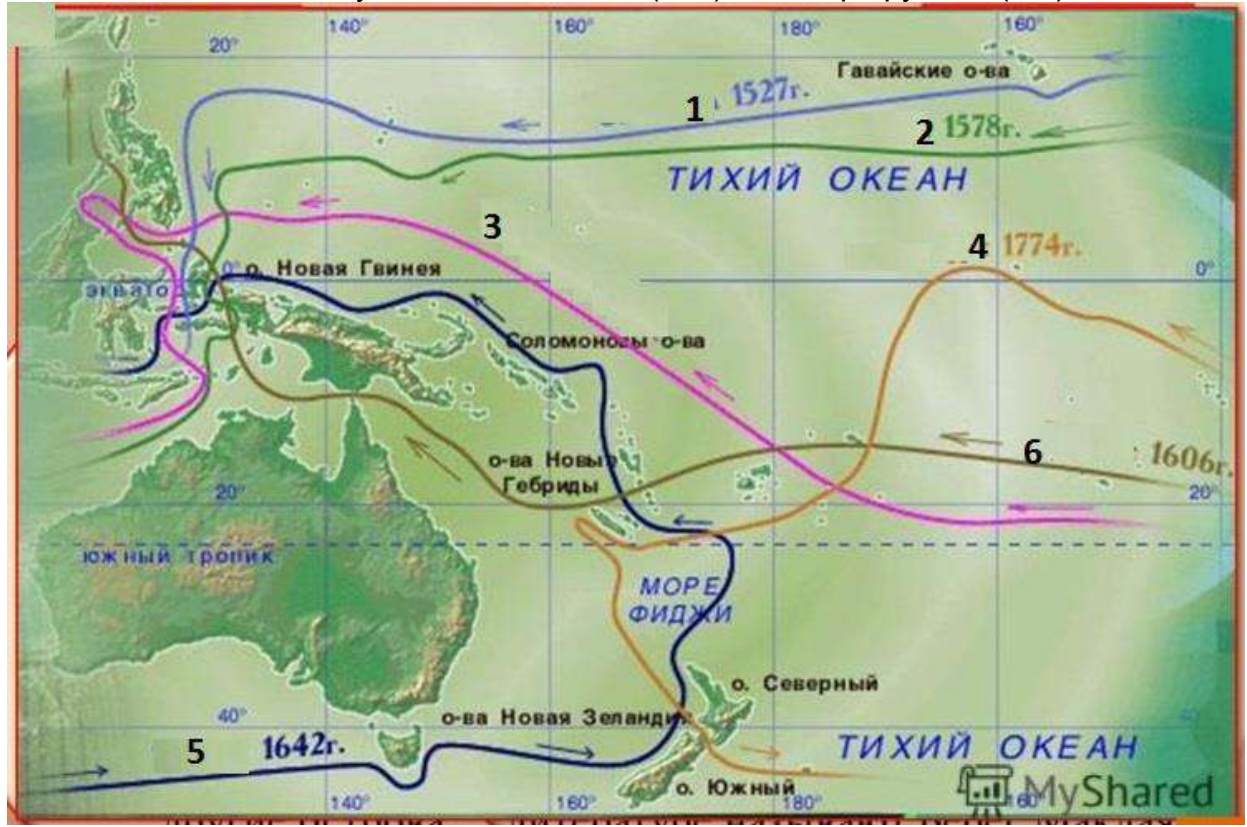 140°
160°
180°
160°
20°
Гавайские о-ва
1
1527г.
2
1578г.
ТИХИЙ ОКЕАН
3
4
1774г.
0°
о. Новая Гвинея
0°
эквато
Соломоновы о-ва
6
1606г.
о-ва Новые
Гебриды
20°
20°
южный тропик
МОРЕ
ФИДЖИ
о. Северный
40°
о-ва Новая Зеландия
5
1642г.
ТИХИЙ ОКЕАН
о. Южный
140°
160°
180°
160°
MyShared